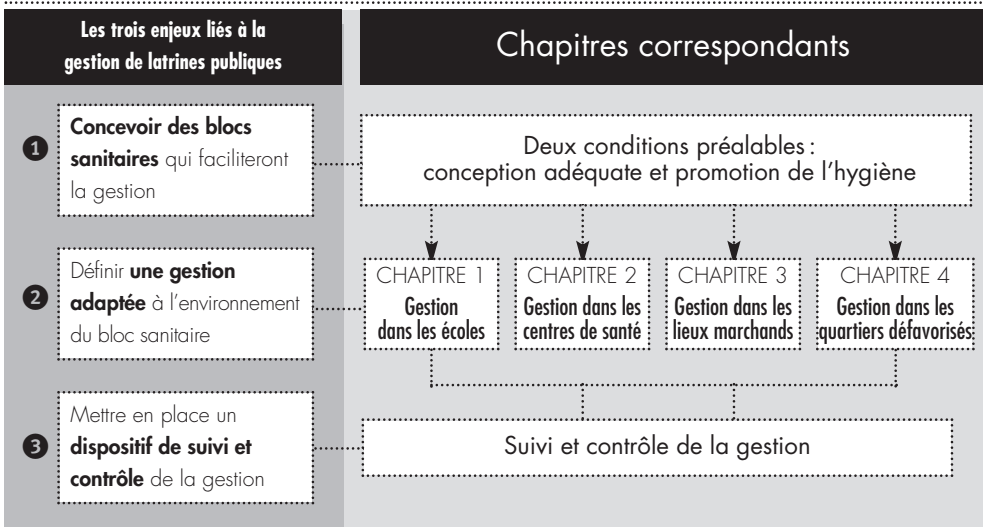 Les trois enjeux liés à la
gestion de latrines publiques
Chapitres correspondants
❶
Concevoir des blocs
sanitaires qui faciliteront
la gestion
Deux conditions préalables :
conception adéquate et promotion de l'hygiène
❷
Définir une gestion
adaptée à l'environnement
du bloc sanitaire
CHAPITRE 1
Gestion
dans les écoles
CHAPITRE 2
Gestion dans les
centres de santé
CHAPITRE 3
Gestion dans les
lieux marchands
CHAPITRE 4
Gestion dans les
quartiers défavorisés
❸
Mettre en place un
dispositif de suivi et
contrôle de la gestion
Suivi et contrôle de la gestion